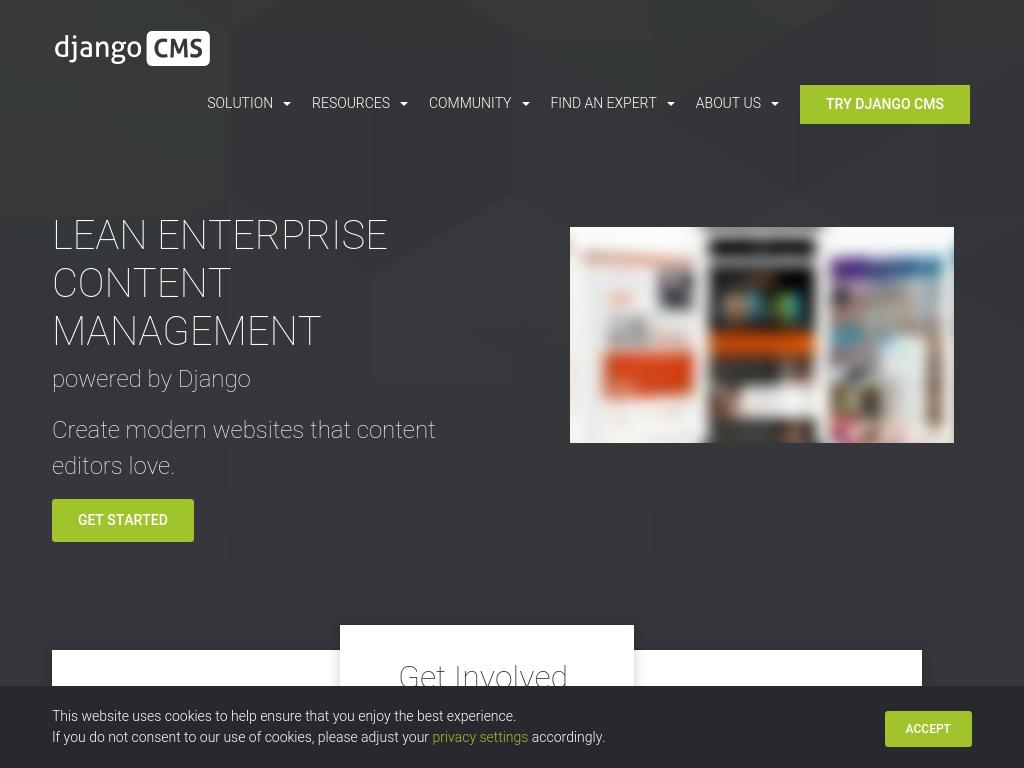 django CMS
SOLUTION RESOURCES COMMUNITY FIND AN EXPERT ABOUT US TRY DJANGO CMS
LEAN ENTERPRISE
CONTENT
MANAGEMENT
powered by Django
Create modern websites that content
editors love.
GET STARTED
Get Involved
This website uses cookies to help ensure that you enjoy the best experience.
If you do not consent to our use of cookies, please adjust your privacy settings accordingly.
ACCEPT